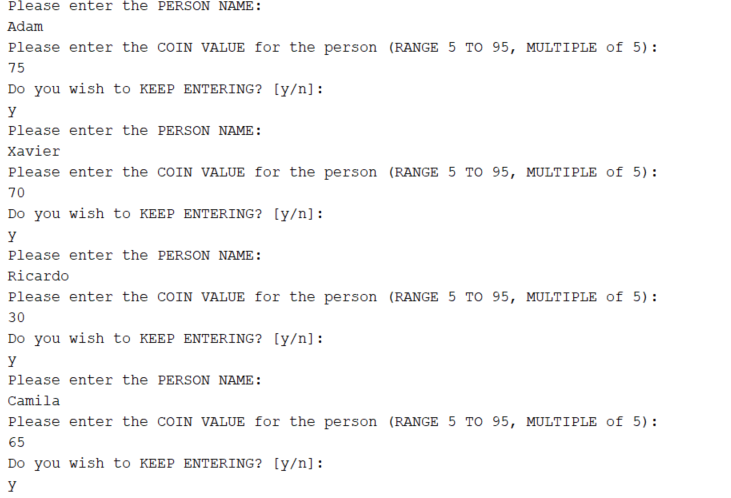 Please enter the PERSON NAME:
Adam
Please enter the COIN VALUE for the person (RANGE 5 TO 95, MULTIPLE of 5):
75
Do you wish to KEEP ENTERING? [y/n]:
y
Please enter the PERSON NAME:
Xavier
Please enter the COIN VALUE for the person (RANGE 5 TO 95, MULTIPLE of 5):
70
Do you wish to KEEP ENTERING? [y/n]:
y
Please enter the PERSON NAME:
Ricardo
Please enter the COIN VALUE for the person (RANGE 5 TO 95, MULTIPLE of 5):
30
Do you wish to KEEP ENTERING? [y/n]:
y
Please enter the PERSON NAME:
Camila
Please enter the COIN VALUE for the person (RANGE 5 TO 95, MULTIPLE of 5):
65
Do you wish to KEEP ENTERING? [y/n]:
y